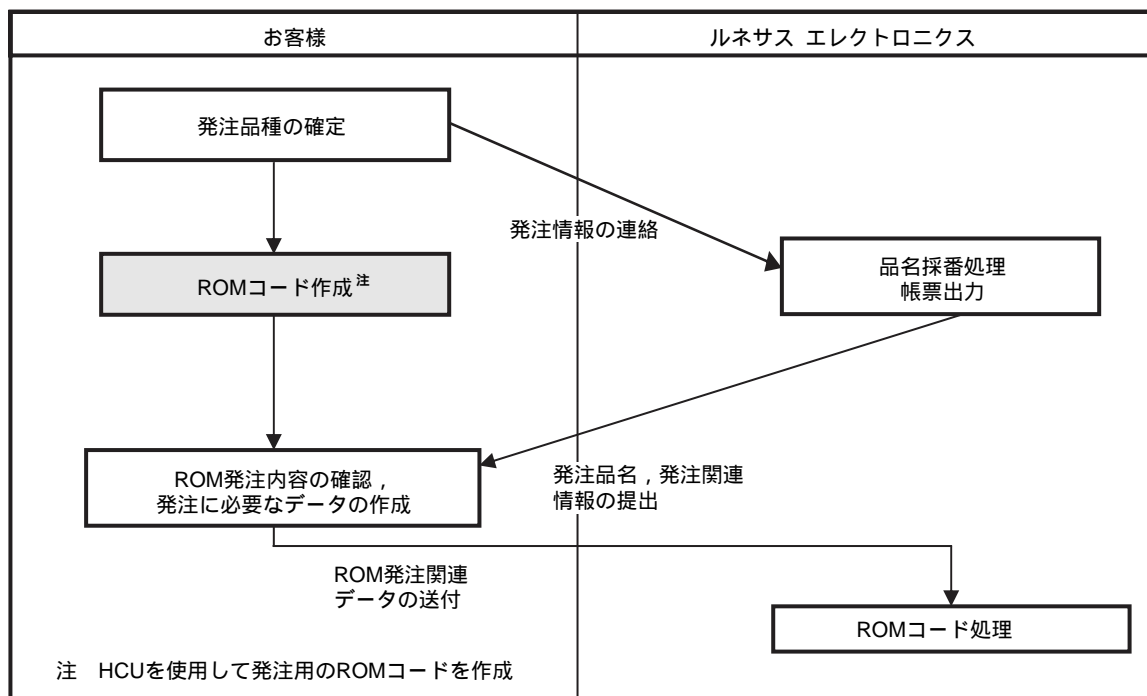 お客様
ルネサス エレクトロニクス
発注品種の確定
発注情報の連絡
ROMコード作成注
品名採番処理
帳票出力
ROM発注内容の確認，
発注に必要なデータの作成
発注品名，発注関連
情報の提出
ROM発注関連
データの送付
ROMコード処理
注 HCUを使用して発注用のROMコードを作成